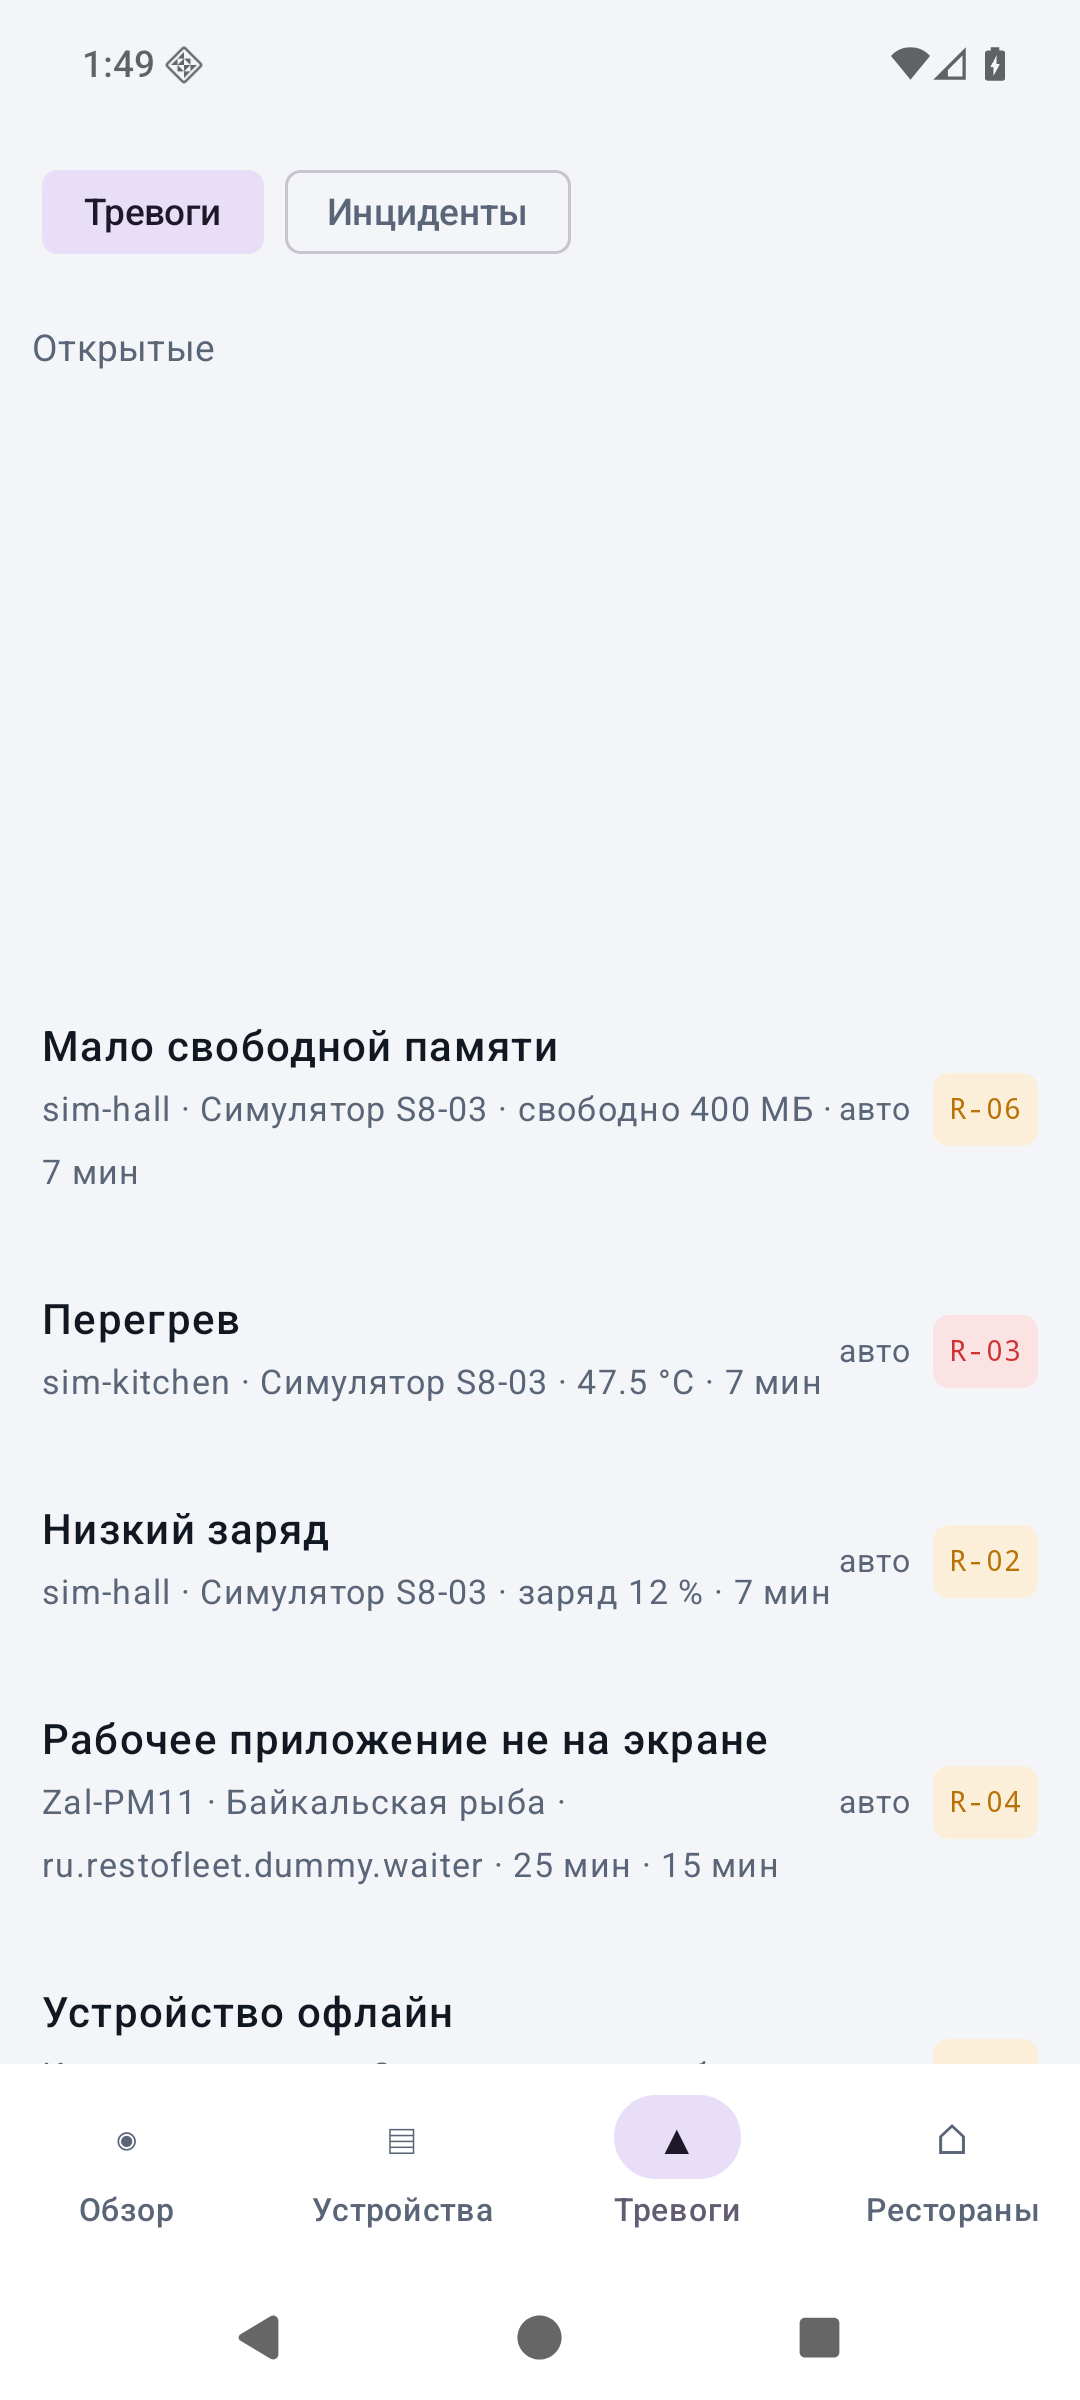 1:49
Тревоги
Инциденты
Открытые
Мало свободной памяти
sim-hall · Симулятор S8-03 · свободно 400 МБ ·
7 мин
авто
R-06
Перегрев
sim-kitchen · Симулятор S8-03 · 47.5 °C · 7 мин
авто
R-03
Низкий заряд
sim-hall · Симулятор S8-03 · заряд 12 % · 7 мин
авто
R-02
Рабочее приложение не на экране
Zal-PM11 · Байкальская рыба ·
ru.restofleet.dummy.waiter · 25 мин · 15 мин
авто
R-04
Устройство офлайн
Обзор
Устройства
Тревоги
Рестораны